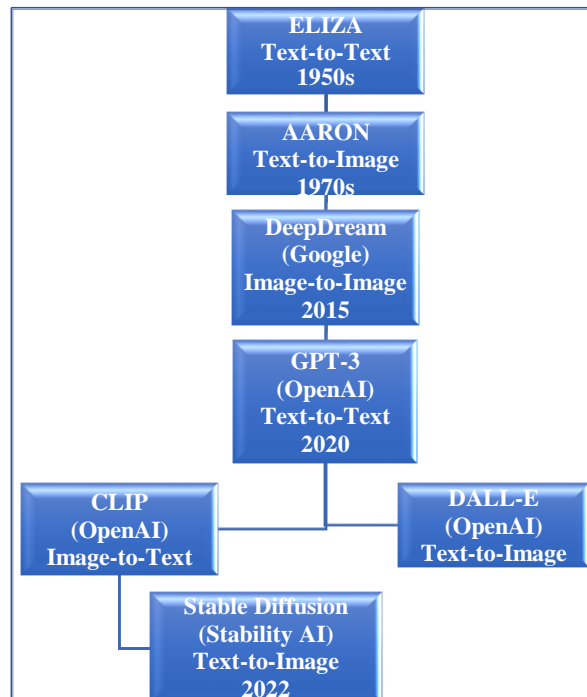 ELIZA
Text-to-Text
1950s
AARON
Text-to-Image
1970s
DeepDream
(Google)
Image-to-Image
2015
GPT-3
(OpenAI)
Text-to-Text
2020
CLIP
(OpenAI)
Image-to-Text
DALL-E
(OpenAI)
Text-to-Image
Stable Diffusion
(Stability AI)
Text-to-Image
2022